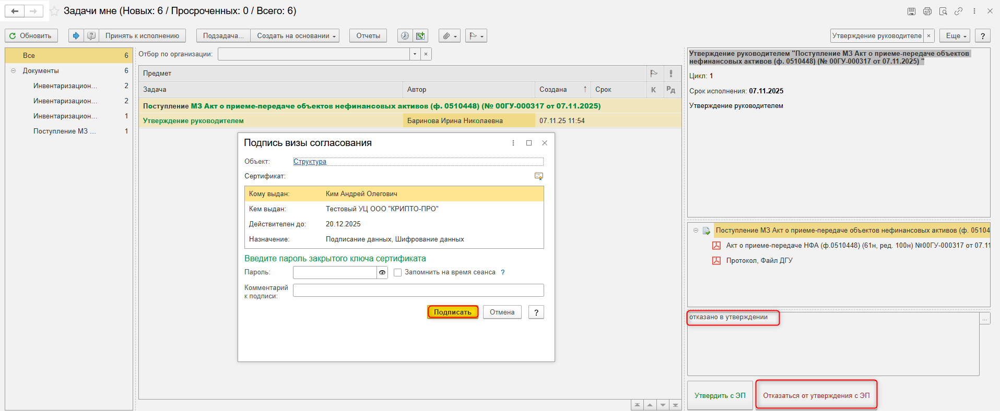 Задачи мне (Новых: 6 / Просроченных: 0 / Всего: 6)
Обновить
Принять к исполнению
Подзадача...
Создать на основании
Отчеты
Утверждение руководителе
×
Еще
?
Все 6
Документы 6
Инвентаризацион... 2
Инвентаризацион... 2
Инвентаризацион... 1
Поступление МЗ ... 1
Отбор по организации:
Предмет
Задача Автор Создана ↑ Срок К Рд
Поступление МЗ Акт о приеме-передаче объектов нефинансовых активов (ф. 0510448) (№ 00ГУ-000317 от 07.11.2025)
Утверждение руководителем Баринова Ирина Николаевна 07.11.25 11:54
Подпись визы согласования
Объект: Структура
Сертификат:
Кому выдан: Ким Андрей Олегович
Кем выдан: Тестовый УЦ ООО "КРИПТО-ПРО"
Действителен до: 20.12.2025
Назначение: Подписание данных, Шифрование данных
Введите пароль закрытого ключа сертификата
Пароль:
Запомнить на время сеанса ?
Комментарий
к подписи:
Подписать
Отмена
?
Утверждение руководителем "Поступление МЗ Акт о приеме-передаче объектов
нефинансовых активов (ф. 0510448) (№ 00ГУ-000317 от 07.11.2025) "
Цикл: 1
Срок исполнения: 07.11.2025
Утверждение руководителем
Поступление МЗ Акт о приеме-передаче объектов нефинансовых активов (ф. 05104
Акт о приеме-передаче НФА (ф.0510448) (61н, ред. 100н) №00ГУ-000317 от 07.11
Протокол, Файл ДГУ
отказано в утверждении
...
Утвердить с ЭП
Отказаться от утверждения с ЭП